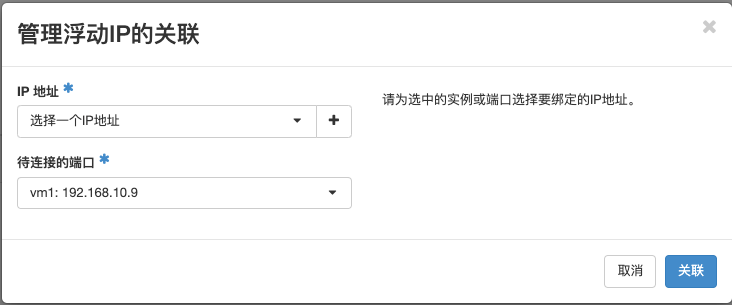 管理浮动IP的关联
×
IP 地址 *
请为选中的实例或端口选择要绑定的IP地址。
选择一个IP地址
+
待连接的端口 *
vm1: 192.168.10.9
取消
关联